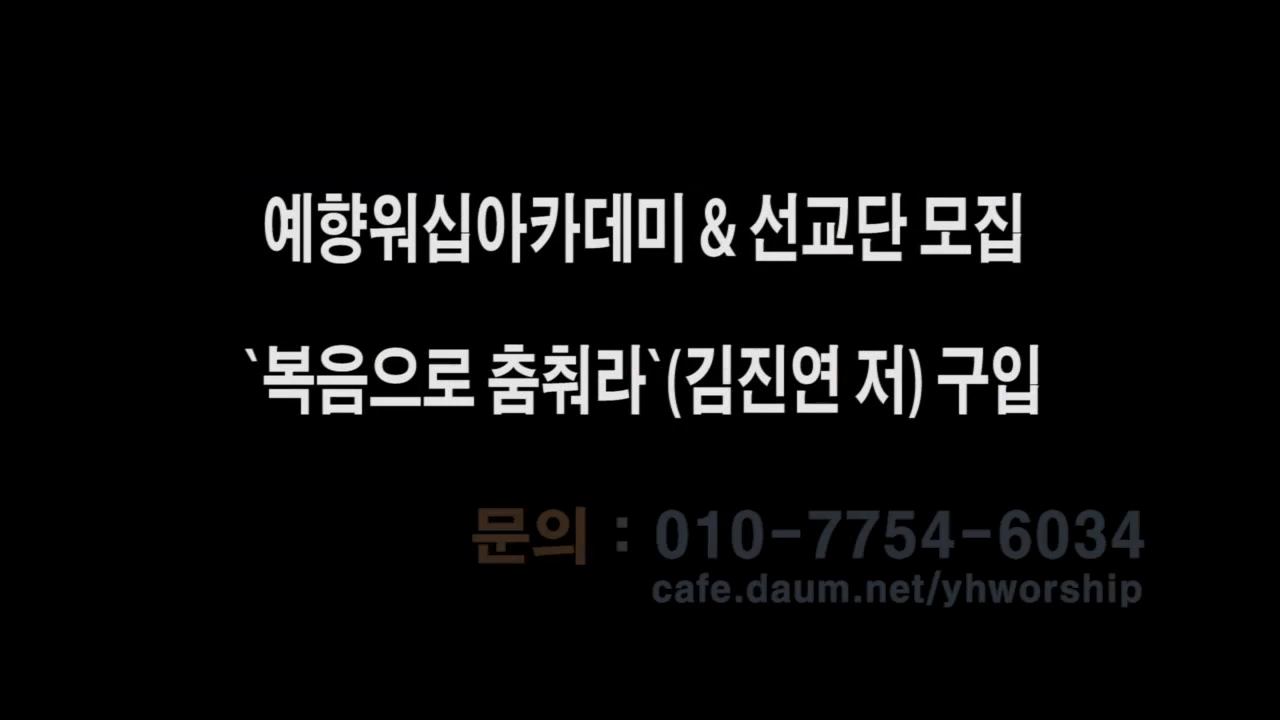 예향워십아카데미 & 선교단 모집
`복음으로 춤춰라`(김진연 저) 구입
문의 : 010-7754-6034
cafe.daum.net/yhworship